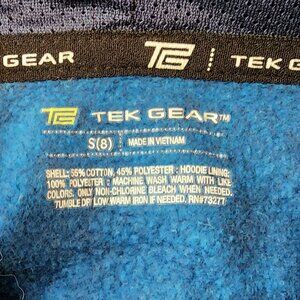 K GEAR TG TEK G
TG TEK GEAR™
S(8) MADE IN VIETNAM
SHELL: 55% COTTON, 45% POLYESTER : HOODIE LINING:
100% POLYESTER : MACHINE WASH WARM WITH LIKE
COLORS. ONLY NON-CHLORINE BLEACH WHEN NEEDED.
TUMBLE DRY LOW. WARM IRON IF NEEDED. RN#73277